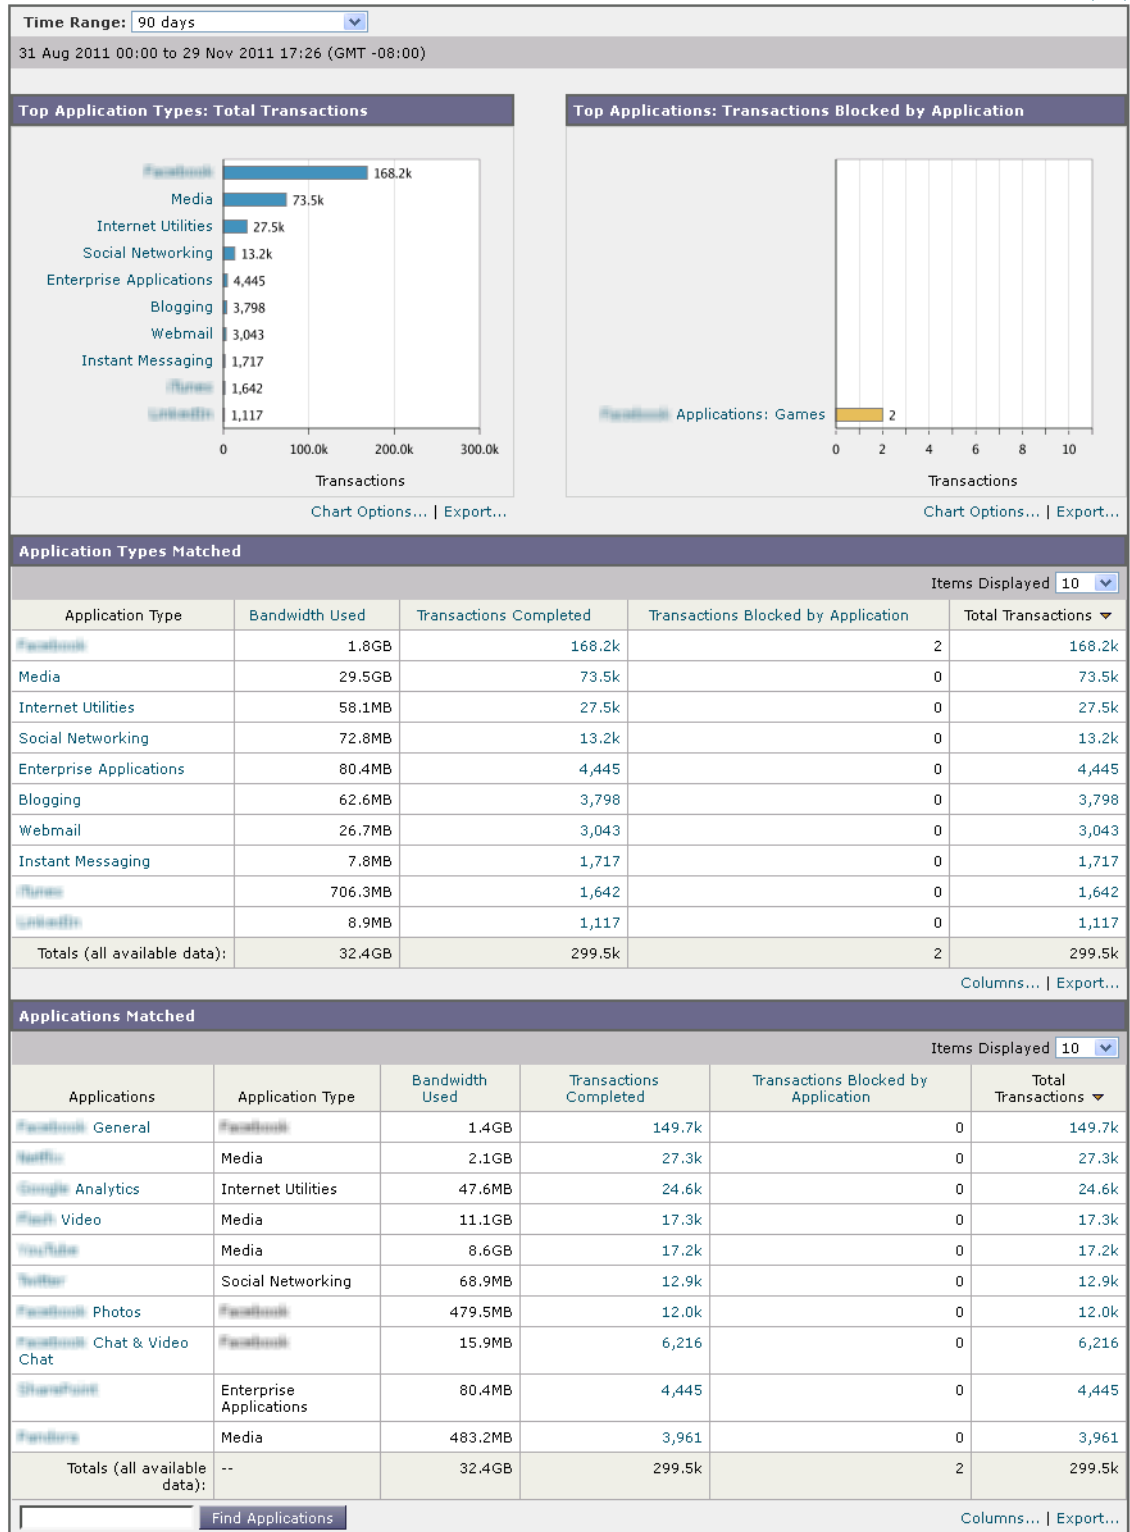 Time Range: 90 days
31 Aug 2011 00:00 to 29 Nov 2011 17:26 (GMT -08:00)
Top Application Types: Total Transactions
168.2k
Media 73.5k
Internet Utilities 27.5k
Social Networking 13.2k
Enterprise Applications 4,445
Blogging 3,798
Webmail 3,043
Instant Messaging 1,717
1,642
1,117
0 100.0k 200.0k 300.0k
Transactions
Chart Options... | Export...
Top Applications: Transactions Blocked by Application
Applications: Games 2
0 2 4 6 8 10
Transactions
Chart Options... | Export...
Application Types Matched
Items Displayed 10
Application Type Bandwidth Used Transactions Completed Transactions Blocked by Application Total Transactions
1.8GB 168.2k 2 168.2k
Media 29.5GB 73.5k 0 73.5k
Internet Utilities 58.1MB 27.5k 0 27.5k
Social Networking 72.8MB 13.2k 0 13.2k
Enterprise Applications 80.4MB 4,445 0 4,445
Blogging 62.6MB 3,798 0 3,798
Webmail 26.7MB 3,043 0 3,043
Instant Messaging 7.8MB 1,717 0 1,717
706.3MB 1,642 0 1,642
8.9MB 1,117 0 1,117
Totals (all available data): 32.4GB 299.5k 2 299.5k
Columns... | Export...
Applications Matched
Items Displayed 10
Applications Application Type Bandwidth Used Transactions Completed Transactions Blocked by Application Total Transactions
General 1.4GB 149.7k 0 149.7k
Media 2.1GB 27.3k 0 27.3k
Analytics Internet Utilities 47.6MB 24.6k 0 24.6k
Video Media 11.1GB 17.3k 0 17.3k
Media 8.6GB 17.2k 0 17.2k
Social Networking 68.9MB 12.9k 0 12.9k
Photos 479.5MB 12.0k 0 12.0k
Chat & Video Chat 15.9MB 6,216 0 6,216
Enterprise Applications 80.4MB 4,445 0 4,445
Media 483.2MB 3,961 0 3,961
Totals (all available data): -- 32.4GB 299.5k 2 299.5k
Find Applications
Columns... | Export...